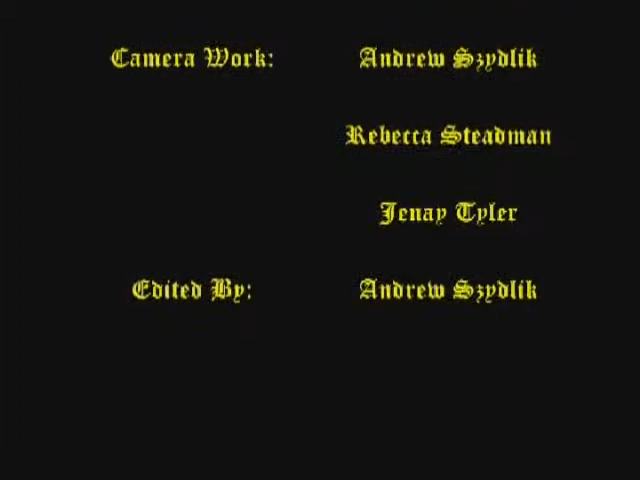 Camera Work: Andrew Szydlik
Rebecca Steadman
Jenay Tyler
Edited By: Andrew Szydlik